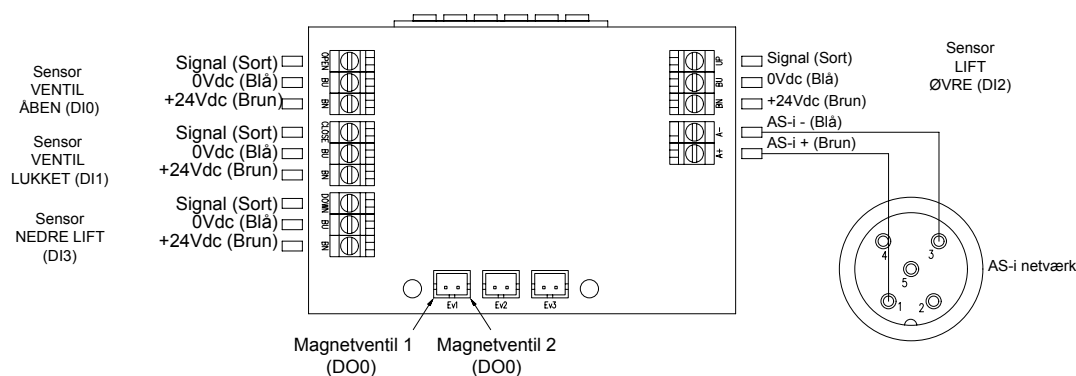 Sensor
VENTIL
ÅBEN (DI0)
Signal (Sort)
0Vdc (Blå)
+24Vdc (Brun)
OPEN
BU
BN
Sensor
VENTIL
LUKKET (DI1)
Signal (Sort)
0Vdc (Blå)
+24Vdc (Brun)
CLOSE
BU
BN
Sensor
NEDRE LIFT
(DI3)
Signal (Sort)
0Vdc (Blå)
+24Vdc (Brun)
DOWN
BU
BN
UP
BU
BN
A-
A+
Signal (Sort)
0Vdc (Blå)
+24Vdc (Brun)
AS-i - (Blå)
AS-i + (Brun)
Sensor
LIFT
ØVRE (DI2)
4
3
5
1
2
AS-i netværk
Ev1
Ev2
Ev3
Magnetventil 1
(DO0)
Magnetventil 2
(DO0)